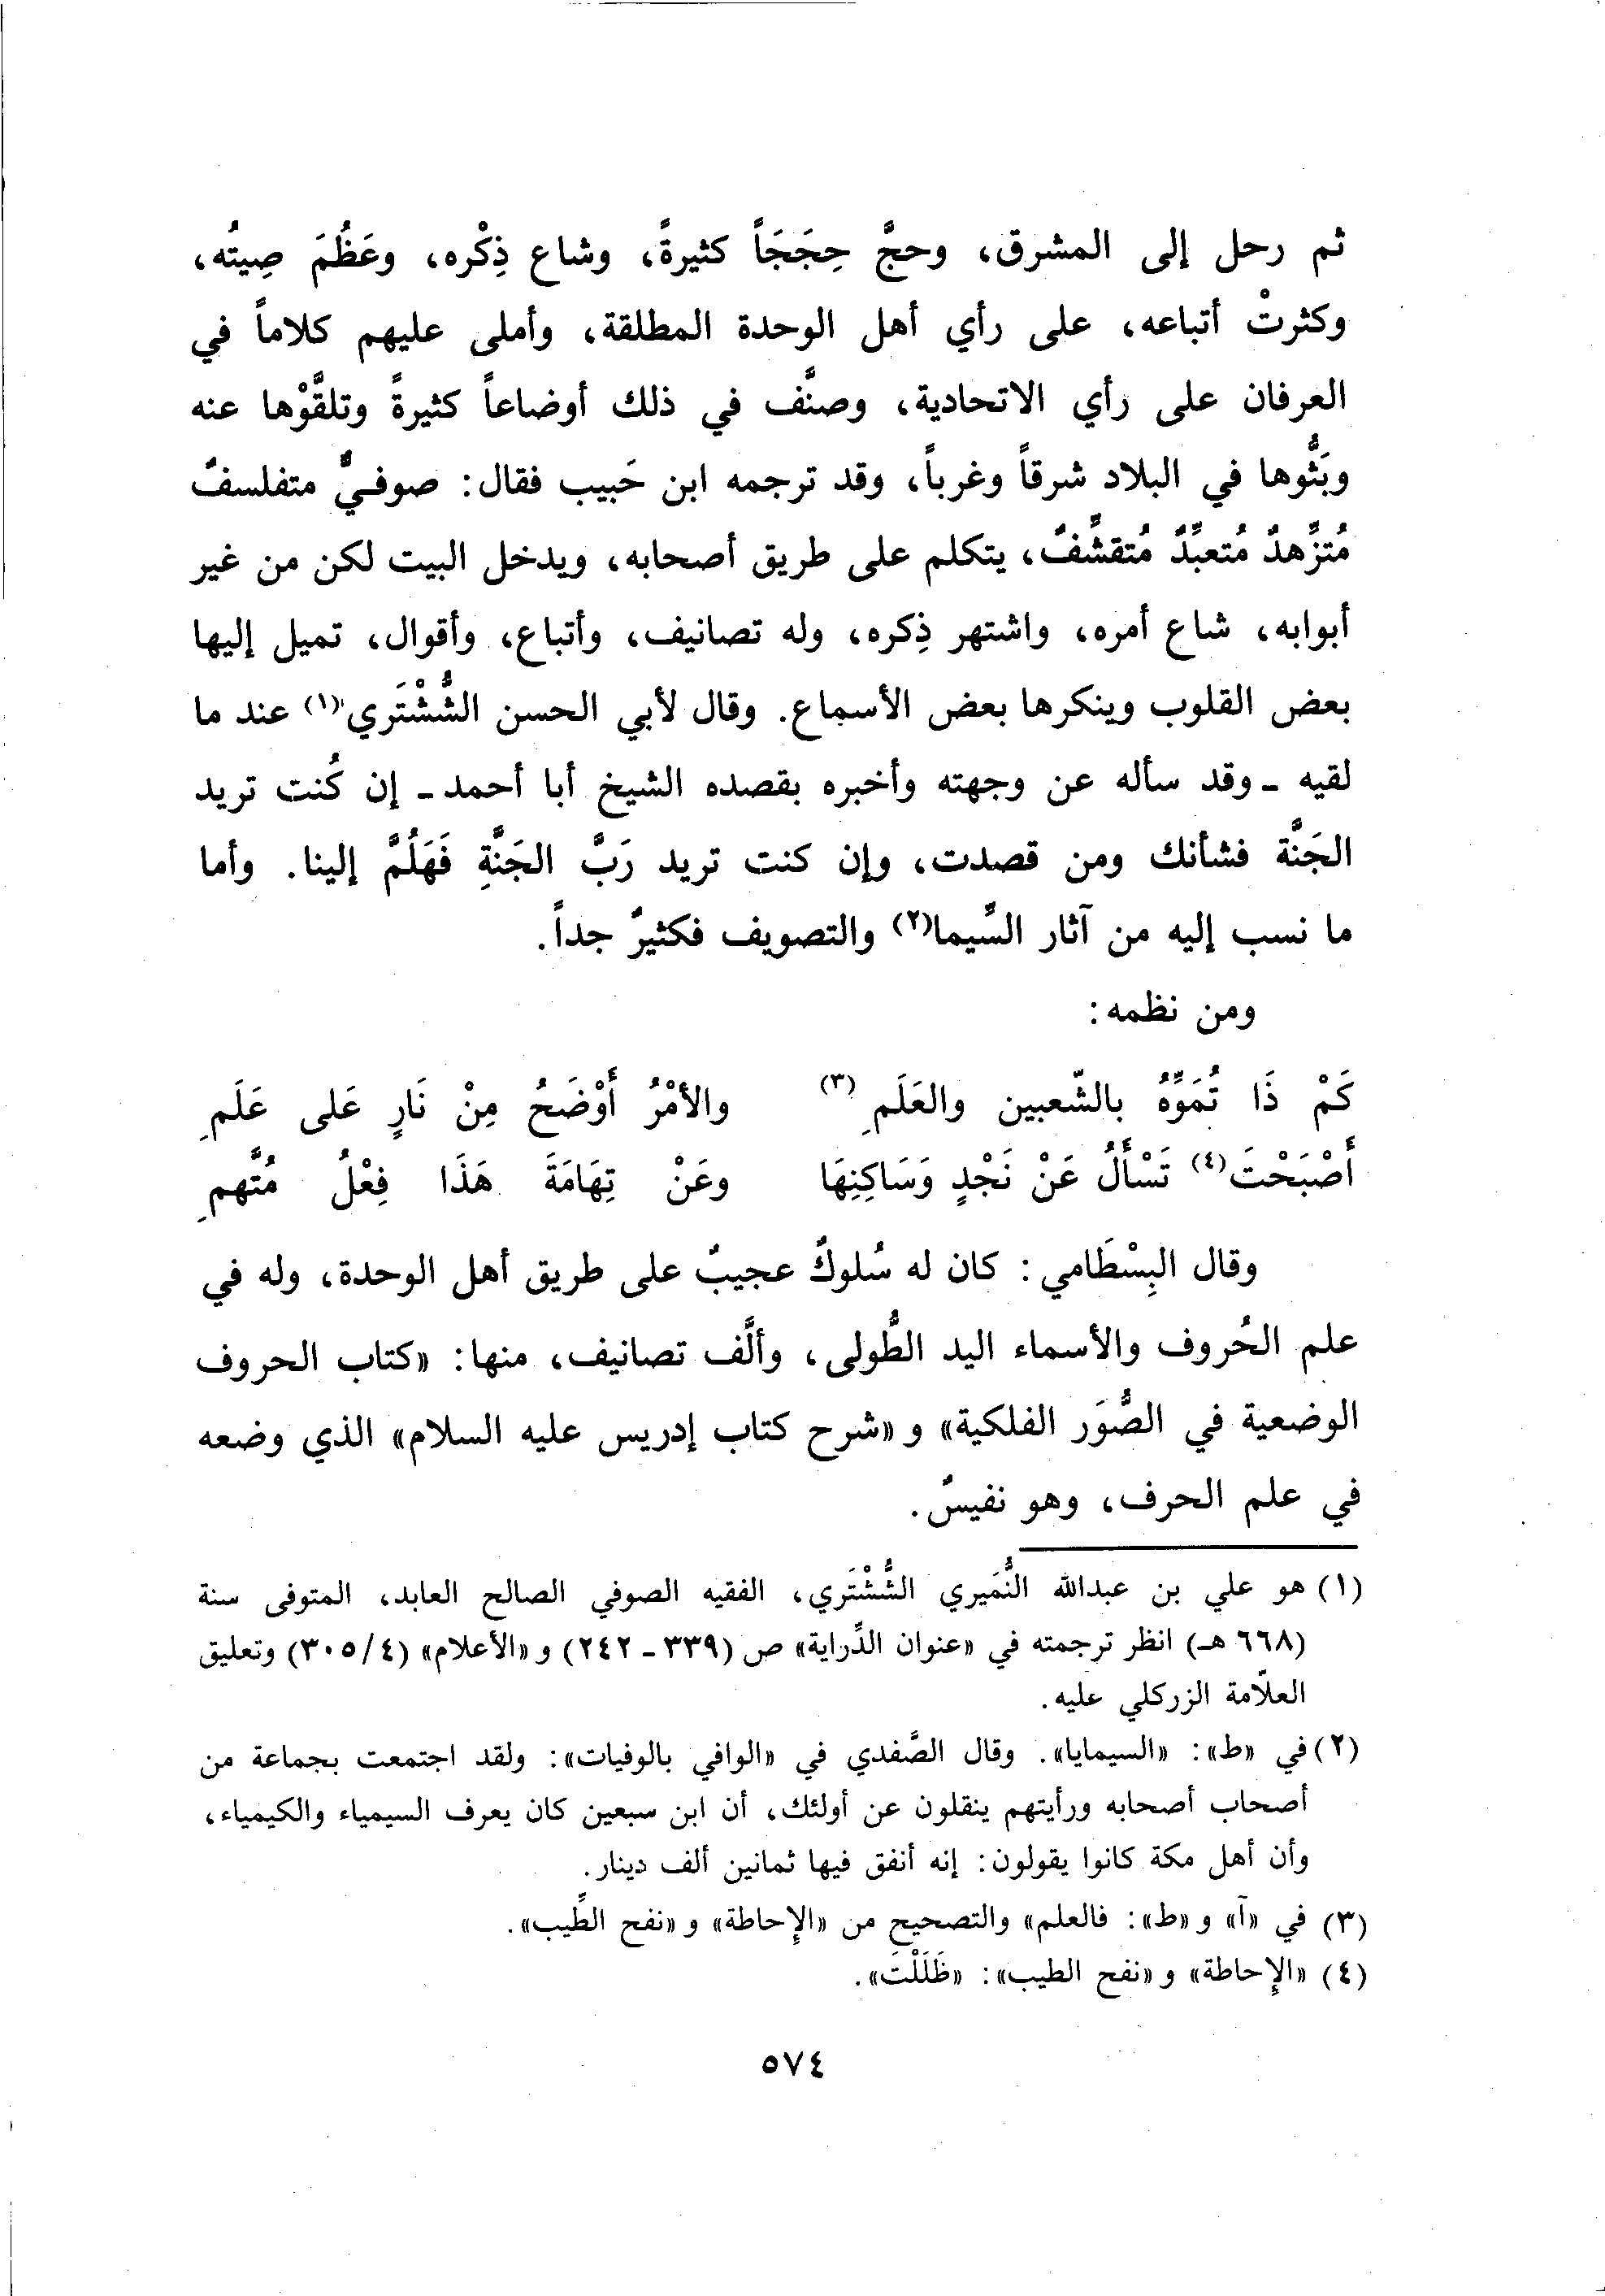 ثم رحل إلى المشرق، وحجَّ حِجَجَاً كثيرةً، وشاع ذِكْره، وعَظُمَ صِيتُه،
وكثرتْ أتباعه، على رأي أهل الوحدة المطلقة، وأملى عليهم كلاماً في
العرفان على رأي الاتحادية، وصنَّف في ذلك أوضاعاً كثيرةً وتلقَّوْها عنه
وبَثُّوها في البلاد شرقاً وغرباً، وقد ترجمه ابن حَبيب فقال: صوفيٌّ متفلسفٌ
مُتزِّهدٌ مُتعبِّدٌ مُتقشِّفٌ، يتكلم على طريق أصحابه، ويدخل البيت لكن من غير
أبوابه، شاع أمره، واشتهر ذِكره، وله تصانيف، وأتباع، وأقوال، تميل إليها
بعض القلوب وينكرها بعض الأسماع. وقال لأبي الحسن الشُّشْتَري(١) عند ما
لقيه ـ وقد سأله عن وجهته وأخبره بقصده الشيخ أبا أحمد ـ إن كُنت تريد
الجَنَّة فشأنك ومن قصدت، وإن كنت تريد رَبَّ الجَنَّةِ فَهَلُمَّ إلينا. وأما
ما نسب إليه من آثار السِّيما(٢) والتصويف فكثيرٌ جداً.
ومن نظمه:
كَمْ ذَا تُمَوِّهُ بالشّعبين والعَلَمِ(٣) والأمْرُ أَوْضَحُ مِنْ نَارٍ عَلى عَلَمِ
أَصْبَحْتَ(٤) تَسْأَلُ عَنْ نَجْدٍ وَسَاكِنِهَا وعَنْ تِهَامَةَ هَذَا فِعْلُ مُتَّهمِ
وقال البِسْطَامي: كان له سُلوكٌ عجيبٌ على طريق أهل الوحدة، وله في
علم الحُروف والأسماء اليد الطُّولى، وألَّف تصانيف، منها: «كتاب الحروف
الوضعية في الصُّوَر الفلكية» و «شرح كتاب إدريس عليه السلام» الذي وضعه
في علم الحرف، وهو نفيسٌ.
(١) هو علي بن عبدالله النُّمَيري الشُّشْتَري، الفقيه الصوفي الصالح العابد، المتوفى سنة
(٦٦٨ هـ) انظر ترجمته في «عنوان الدِّراية» ص (٣٣٩ ـ ٢٤٢) و «الأعلام» (٣٠٥/٤) وتعليق
العلاّمة الزركلي عليه.
(٢) في «ط»: «السيمايا». وقال الصَّفدي في «الوافي بالوفيات»: ولقد اجتمعت بجماعة من
أصحاب أصحابه ورأيتهم ينقلون عن أولئك، أن ابن سبعين كان يعرف السيمياء والكيمياء،
وأن أهل مكة كانوا يقولون: إنه أنفق فيها ثمانين ألف دينار.
(٣) في «آ» و «ط»: فالعلم» والتصحيح من «الإحاطة» و «نفح الطِّيب».
(٤) «الإحاطة» و «نفح الطيب»: «ظَلَلْتَ».
٥٧٤